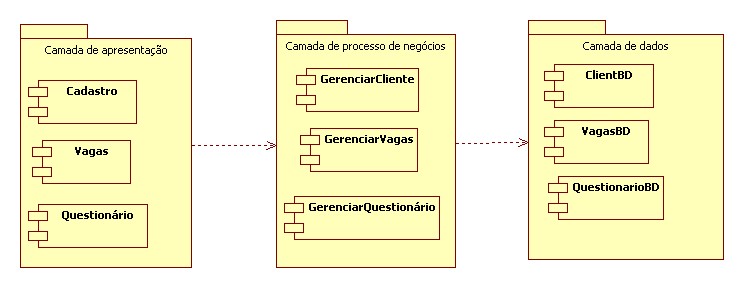 Camada de apresentação
Cadastro
Vagas
Questionário
Camada de processo de negócios
GerenciarCliente
GerenciarVagas
GerenciarQuestionário
Camada de dados
ClientBD
VagasBD
QuestionarioBD